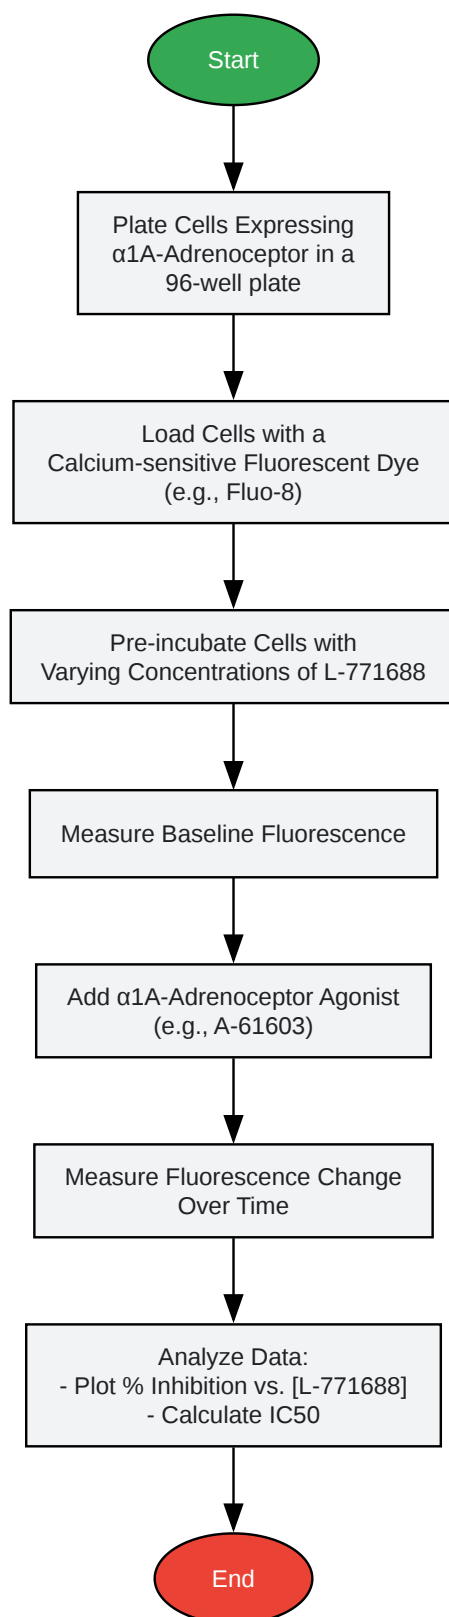 Start
Plate Cells Expressing
α1A-Adrenoceptor in a
96-well plate
Load Cells with a
Calcium-sensitive Fluorescent Dye
(e.g., Fluo-8)
Pre-incubate Cells with
Varying Concentrations of L-771688
Measure Baseline Fluorescence
Add α1A-Adrenoceptor Agonist
(e.g., A-61603)
Measure Fluorescence Change
Over Time
Analyze Data:
- Plot % Inhibition vs. [L-771688]
- Calculate IC50
End